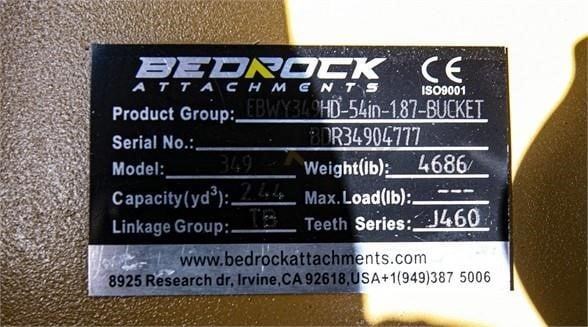 BEDROCK
ATTACHMENTS
CE
ISO9001
Product Group: EBWY349HD-54in-1.87-BUCKET
Serial No.: BDR34904777
Model: 349 Weight(lb): 4686
Capacity(yd³): 2.44 Max.Load(lb): ---
Linkage Group: TB Teeth Series: J460
www.bedrockattachments.com
8925 Research dr, Irvine,CA 92618,USA+1(949)387 5006